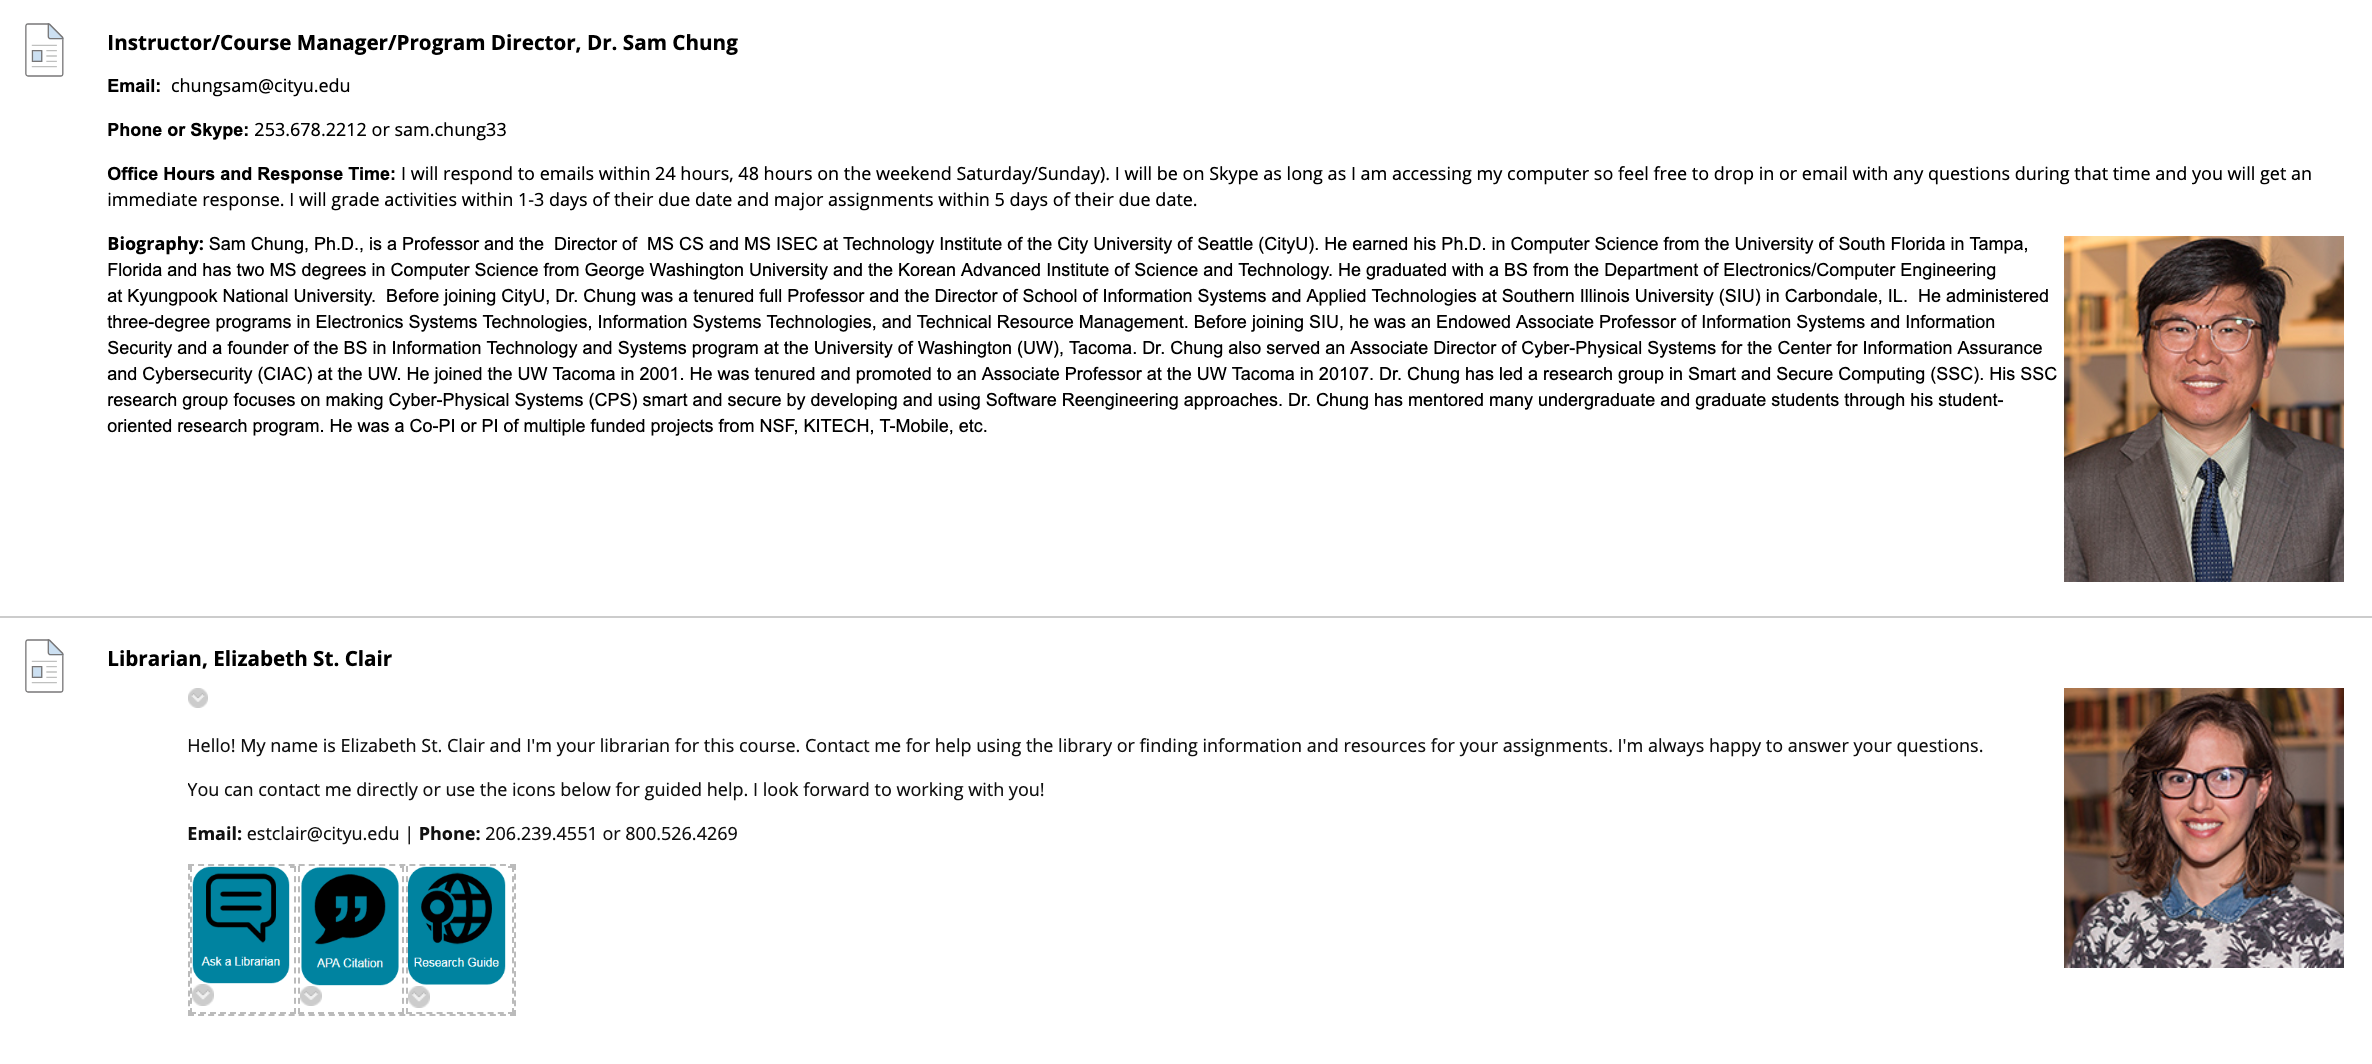 Instructor/Course Manager/Program Director, Dr. Sam Chung
Email:  chungsam@cityu.edu
Phone or Skype: 253.678.2212 or sam.chung33
Office Hours and Response Time: I will respond to emails within 24 hours, 48 hours on the weekend Saturday/Sunday). I will be on Skype as long as I am accessing my computer so feel free to drop in or email with any questions during that time and you will get an
immediate response. I will grade activities within 1-3 days of their due date and major assignments within 5 days of their due date.
Biography: Sam Chung, Ph.D., is a Professor and the  Director of  MS CS and MS ISEC at Technology Institute of the City University of Seattle (CityU). He earned his Ph.D. in Computer Science from the University of South Florida in Tampa,
Florida and has two MS degrees in Computer Science from George Washington University and the Korean Advanced Institute of Science and Technology. He graduated with a BS from the Department of Electronics/Computer Engineering
at Kyungpook National University.  Before joining CityU, Dr. Chung was a tenured full Professor and the Director of School of Information Systems and Applied Technologies at Southern Illinois University (SIU) in Carbondale, IL.  He administered
three-degree programs in Electronics Systems Technologies, Information Systems Technologies, and Technical Resource Management. Before joining SIU, he was an Endowed Associate Professor of Information Systems and Information
Security and a founder of the BS in Information Technology and Systems program at the University of Washington (UW), Tacoma. Dr. Chung also served an Associate Director of Cyber-Physical Systems for the Center for Information Assurance
and Cybersecurity (CIAC) at the UW. He joined the UW Tacoma in 2001. He was tenured and promoted to an Associate Professor at the UW Tacoma in 20107. Dr. Chung has led a research group in Smart and Secure Computing (SSC). His SSC
research group focuses on making Cyber-Physical Systems (CPS) smart and secure by developing and using Software Reengineering approaches. Dr. Chung has mentored many undergraduate and graduate students through his student-
oriented research program. He was a Co-PI or PI of multiple funded projects from NSF, KITECH, T-Mobile, etc.
Librarian, Elizabeth St. Clair
Hello! My name is Elizabeth St. Clair and I'm your librarian for this course. Contact me for help using the library or finding information and resources for your assignments. I'm always happy to answer your questions.
You can contact me directly or use the icons below for guided help. I look forward to working with you!
Email: estclair@cityu.edu | Phone: 206.239.4551 or 800.526.4269
Ask a Librarian
APA Citation
Research Guide